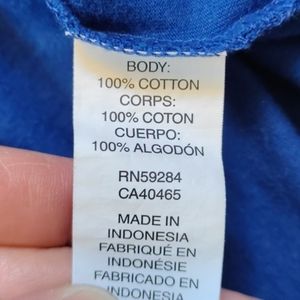 BODY:
100% COTTON
CORPS:
100% COTON
CUERPO:
100% ALGODÓN
RN59284
CA40465
MADE IN
INDONESIA
FABRIQUÉ EN
INDONÉSIE
FABRICADO EN
INDONESIA